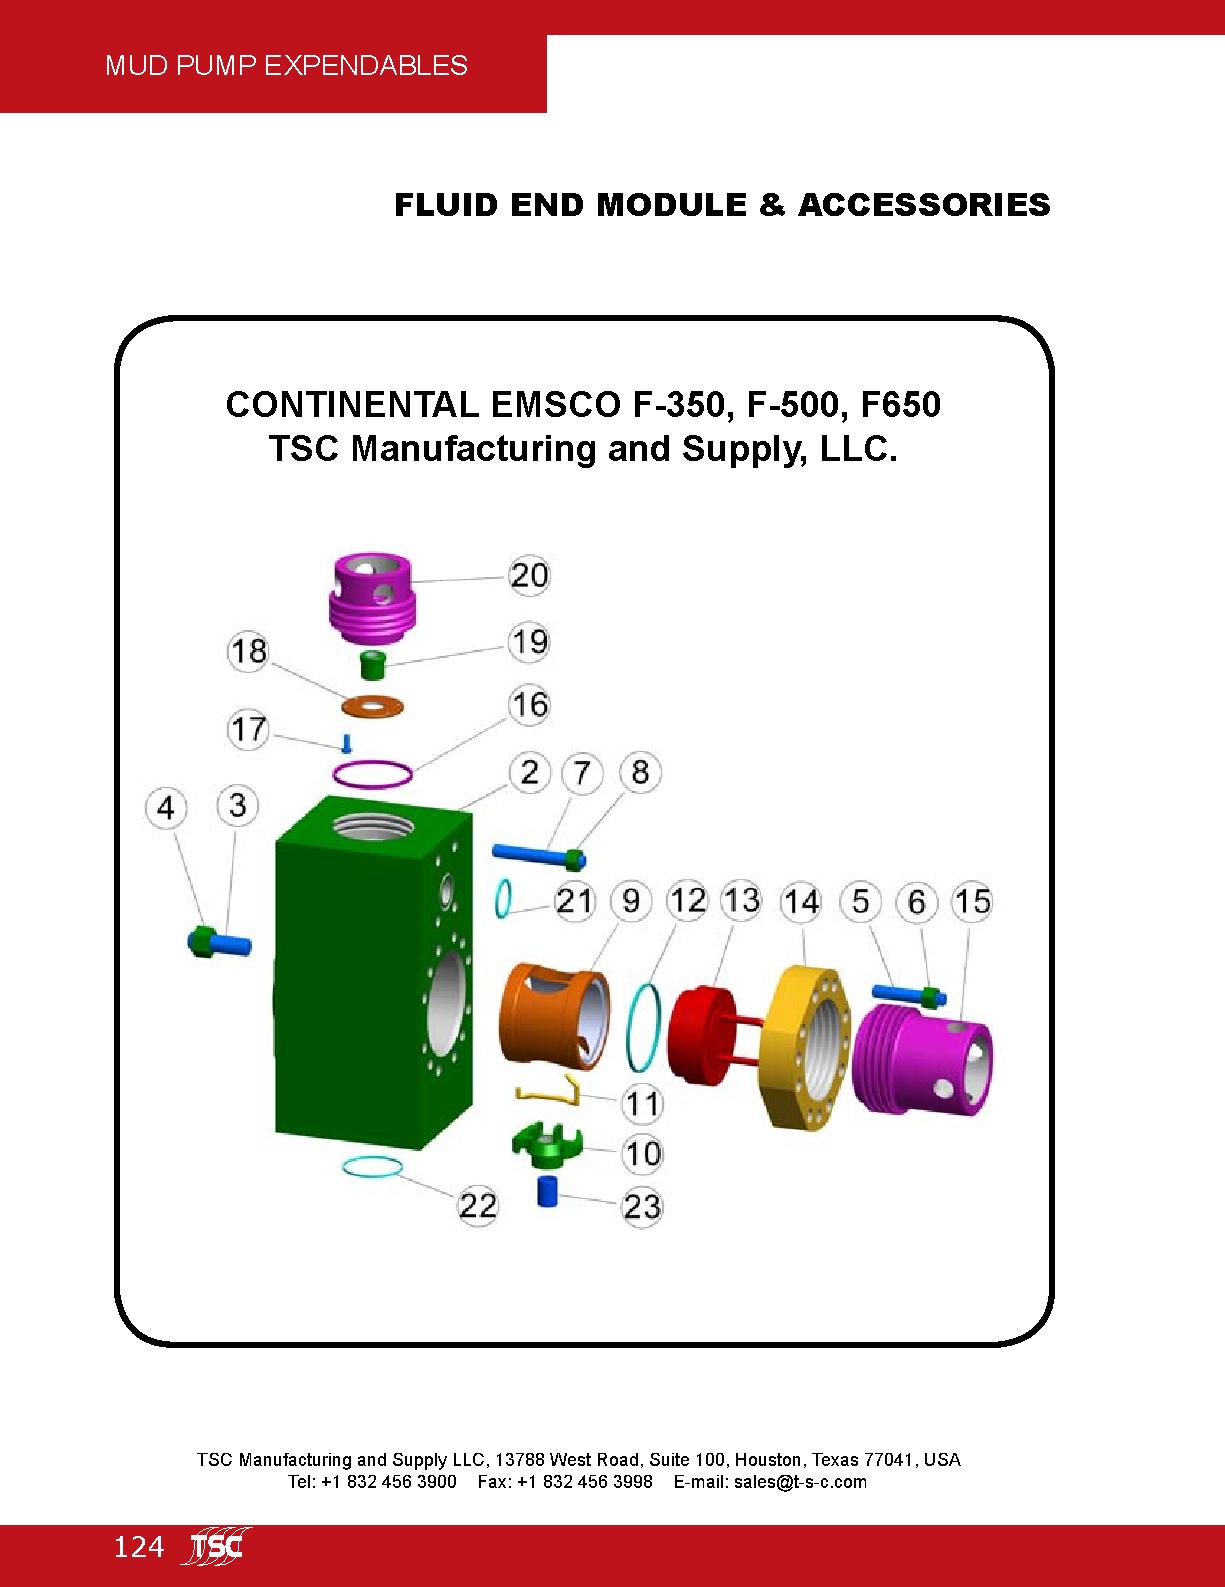 MUD PUMP EXPENDABLES
FLUID END MODULE & ACCESSORIES
CONTINENTAL EMSCO F-350, F-500, F650
TSC Manufacturing and Supply, LLC.
20
19
18
16
17
2 7 8
4 3
21 9 12 13 14 5 6 15
11
10
22 23
TSC Manufacturing and Supply LLC, 13788 West Road, Suite 100, Houston, Texas 77041, USA
Tel: +1 832 456 3900 Fax: +1 832 456 3998 E-mail: sales@t-s-c.com
124 TSC